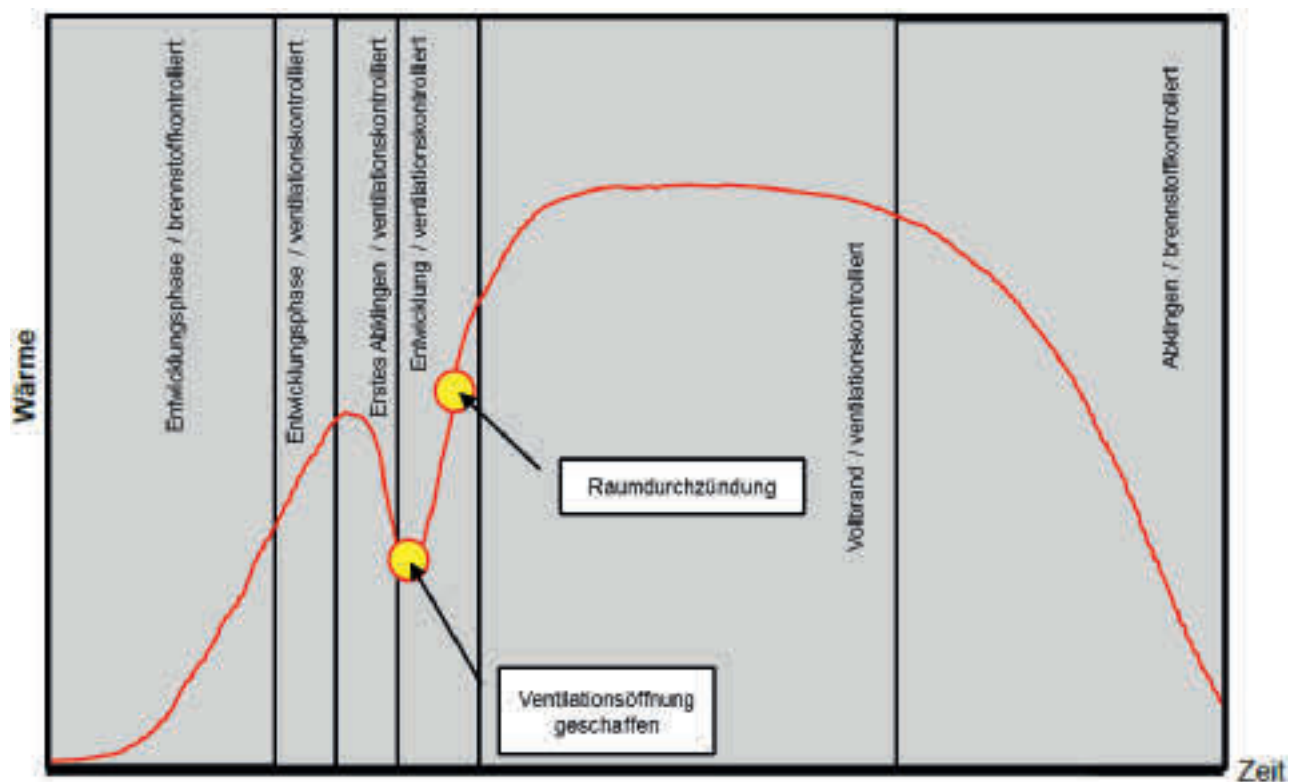 Wärme
Entwicklungsphase / brennstoffkontrolliert
Entwicklungsphase / ventilationskontrolliert
Erstes Abklingen / ventilationskontrolliert
Entwicklung / ventilationskontrolliert
Raumdurchzündung
Ventilationsöffnung
geschaffen
Vollbrand / ventilationskontrolliert
Abklingen / brennstoffkontrolliert
Zeit